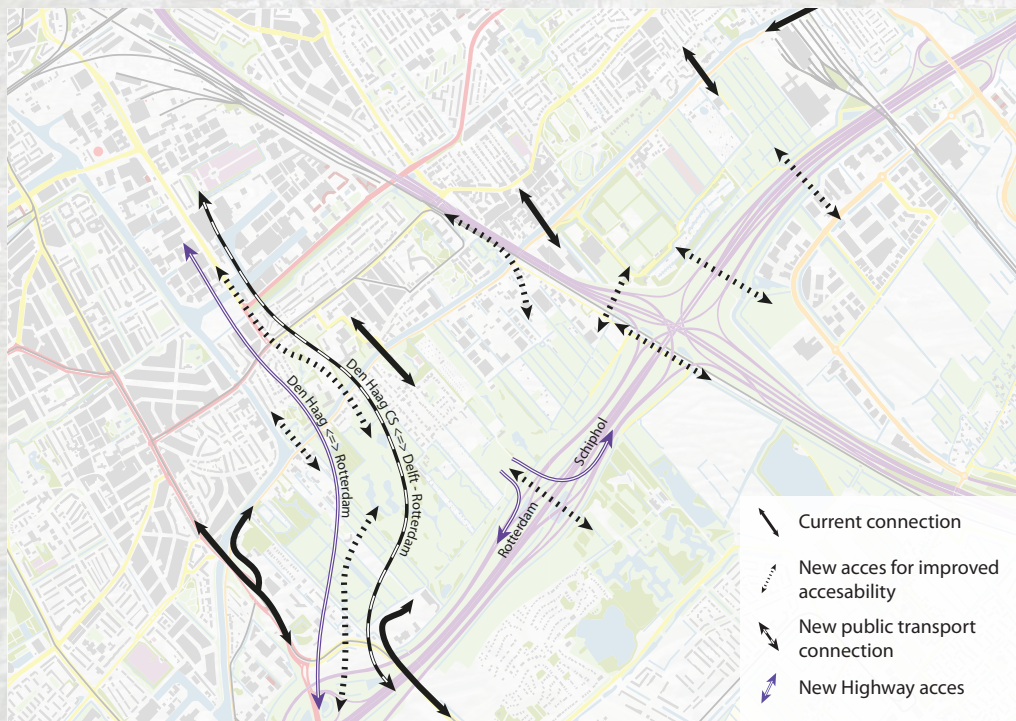 Den Haag <=> Rotterdam
Den Haag CS <=> Delft - Rotterdam
Schiphol
Rotterdam
Current connection
New acces for improved
accesability
New public transport
connection
New Highway acces